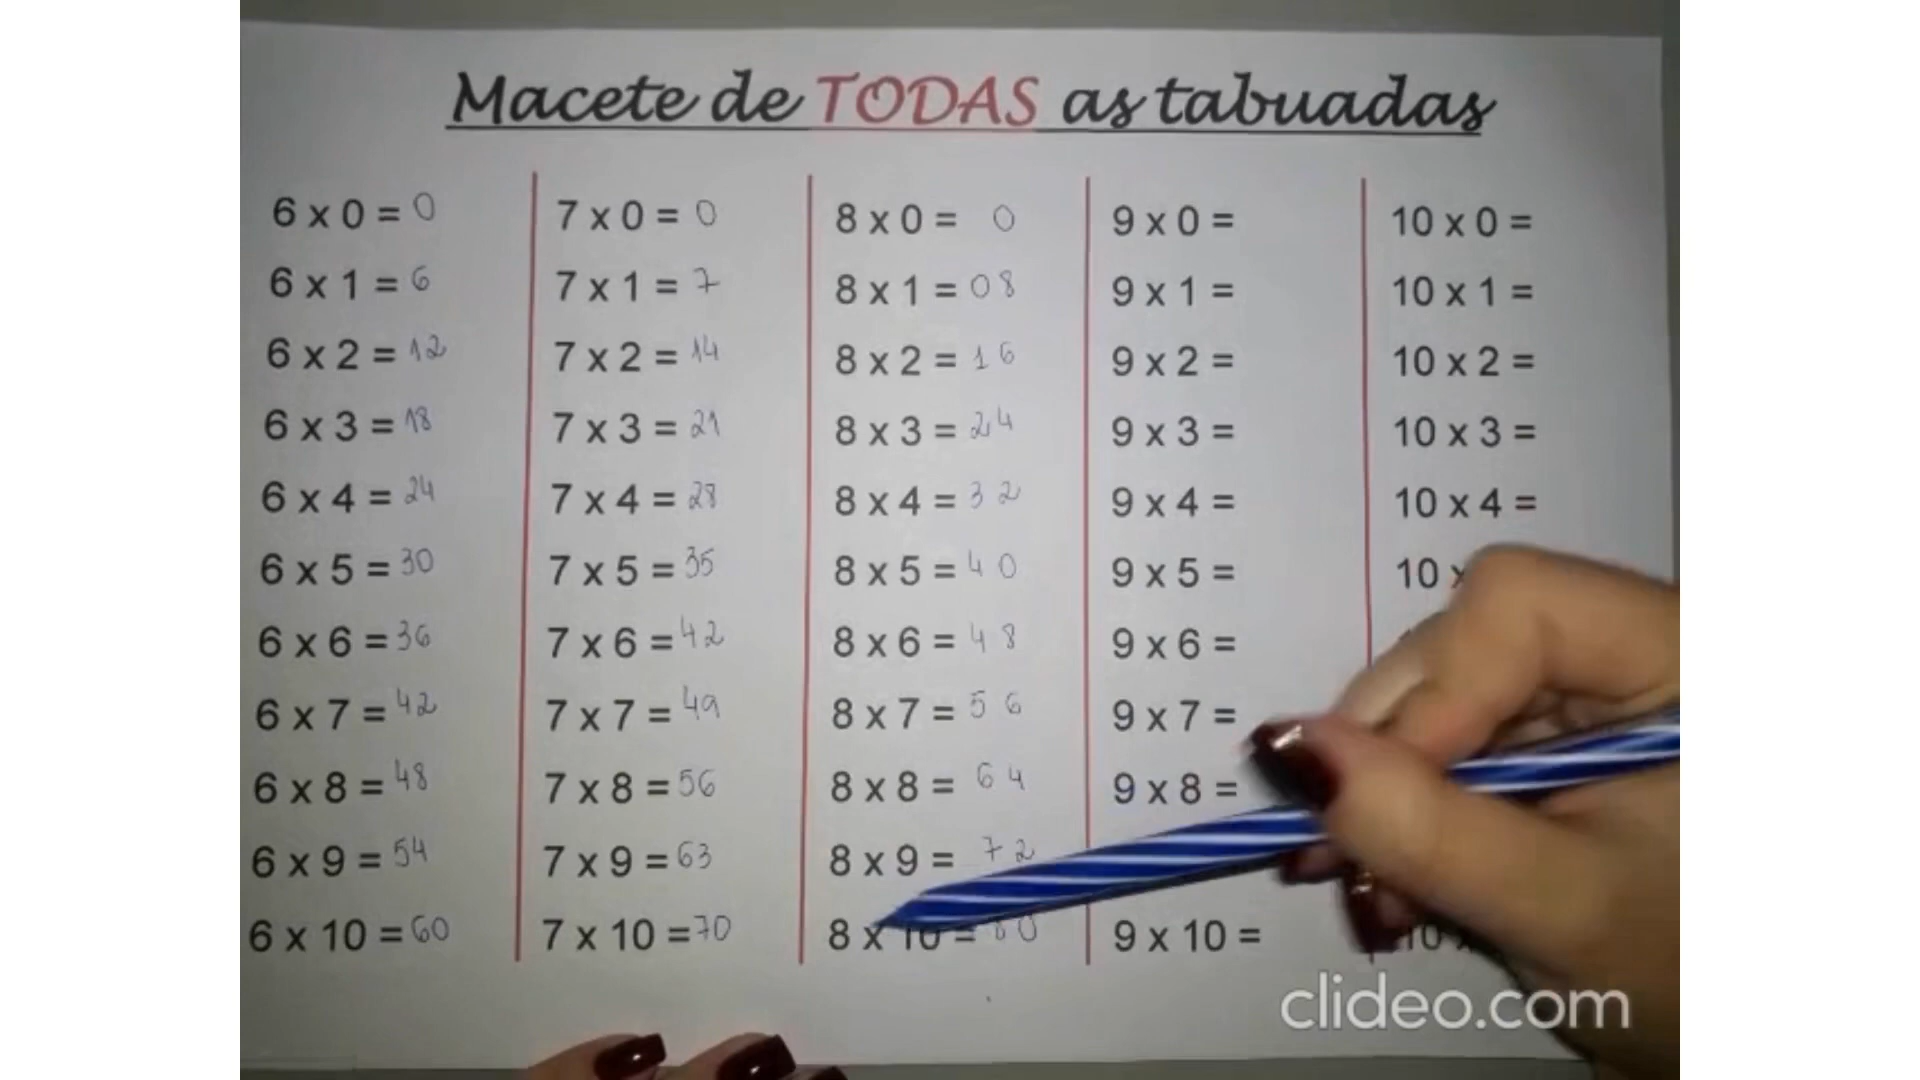 Macete de TODAS as tabuadas
6 x 0 = 0
6 x 1 = 6
6 x 2 = 12
6 x 3 = 18
6 x 4 = 24
6 x 5 = 30
6 x 6 = 36
6 x 7 = 42
6 x 8 = 48
6 x 9 = 54
6 x 10 = 60
7 x 0 = 0
7 x 1 = 7
7 x 2 = 14
7 x 3 = 21
7 x 4 = 28
7 x 5 = 35
7 x 6 = 42
7 x 7 = 49
7 x 8 = 56
7 x 9 = 63
7 x 10 = 70
8 x 0 = 0
8 x 1 = 08
8 x 2 = 16
8 x 3 = 24
8 x 4 = 32
8 x 5 = 40
8 x 6 = 48
8 x 7 = 56
8 x 8 = 64
8 x 9 = 72
8 x 10 = 80
9 x 0 =
9 x 1 =
9 x 2 =
9 x 3 =
9 x 4 =
9 x 5 =
9 x 6 =
9 x 7 =
9 x 8 =
9 x 10 =
10 x 0 =
10 x 1 =
10 x 2 =
10 x 3 =
10 x 4 =
10 x
10
clideo.com